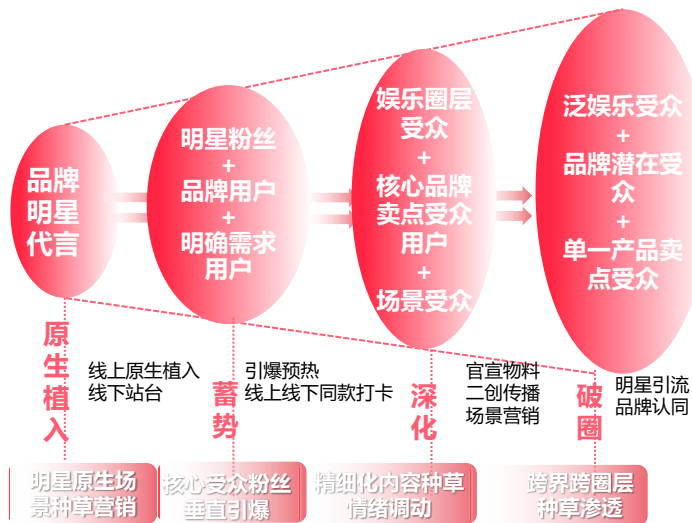 品牌
明星
代言
明星粉丝
+
品牌用户
+
明确需求
用户
娱乐圈层
受众
+
核心品牌
卖点受众
用户
+
场景受众
泛娱乐受众
+
品牌潜在受
众
+
单一产品卖
点受众
原生植入
线上原生植入
线下站台
蓄势
引爆预热
线上线下同款打卡
深化
官宣物料
二创传播
场景营销
破圈
明星引流
品牌认同
明星原生场
景种草营销
核心受众粉丝
垂直引爆
精细化内容种草
情绪调动
跨界跨圈层
种草渗透